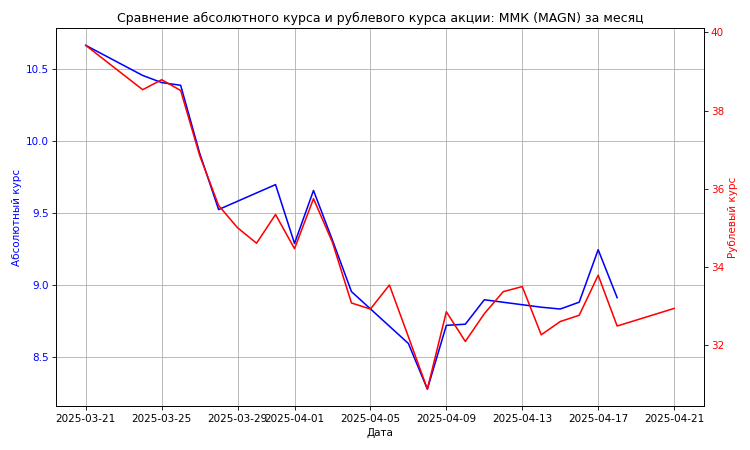 Сравнение абсолютного курса и рублевого курса акции: ММК (MAGN) за месяц
Абсолютный курс
10.5
10.0
9.5
9.0
8.5
40
38
36
34
32
Рублевый курс
2025-03-21 2025-03-25 2025-03-29 2025-04-01 2025-04-05 2025-04-09 2025-04-13 2025-04-17 2025-04-21
Дата